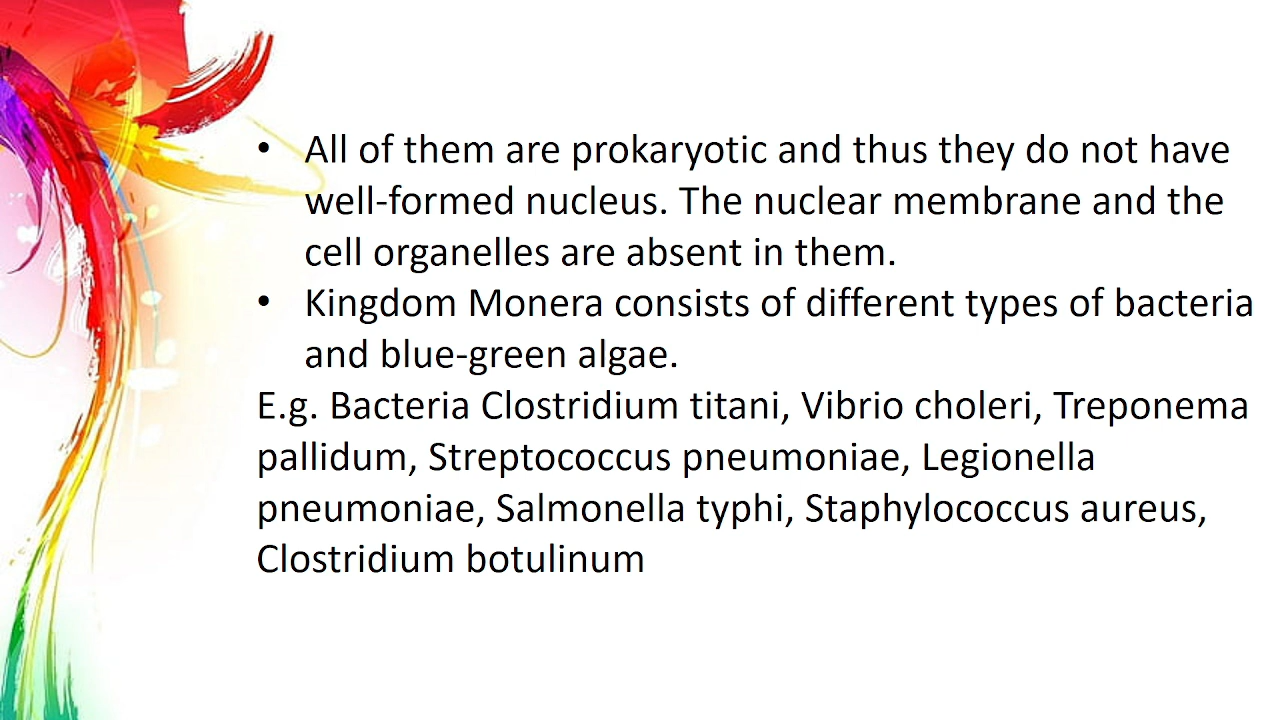 • All of them are prokaryotic and thus they do not have
well-formed nucleus. The nuclear membrane and the
cell organelles are absent in them.
• Kingdom Monera consists of different types of bacteria
and blue-green algae.
E.g. Bacteria Clostridium titani, Vibrio choleri, Treponema
pallidum, Streptococcus pneumoniae, Legionella
pneumoniae, Salmonella typhi, Staphylococcus aureus,
Clostridium botulinum